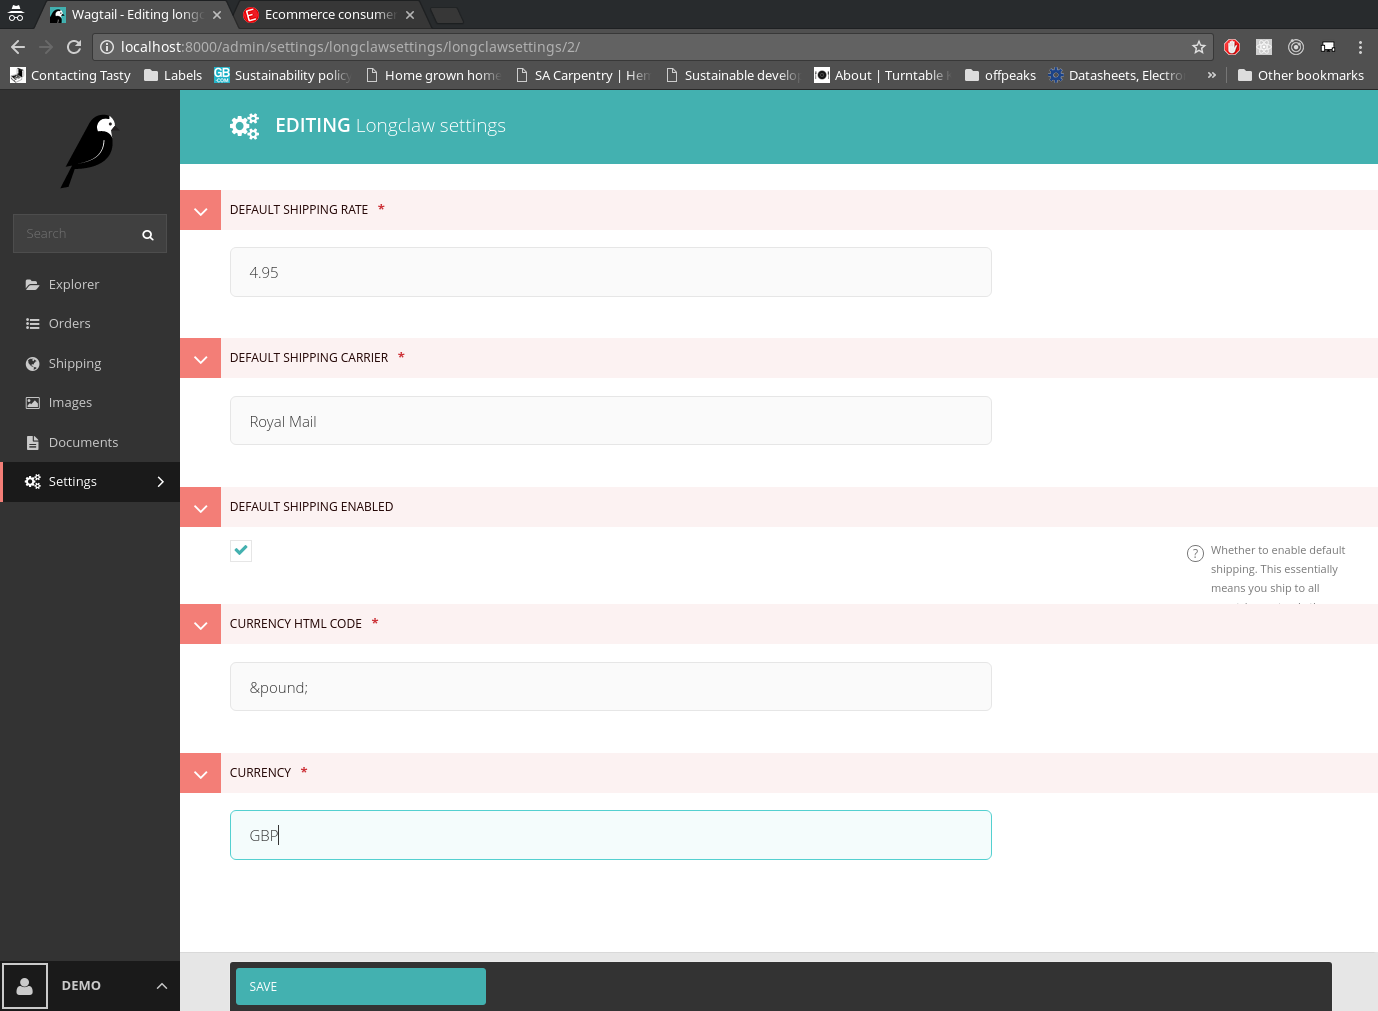 Wagtail - Editing longc
Ecommerce consumer
localhost:8000/admin/settings/longclawsettings/longclawsettings/2/
Contacting Tasty
Labels
Sustainability policy
Home grown home
SA Carpentry | Hem
Sustainable develo
About | Turntable
offpeaks
Datasheets, Electro
»
Other bookmarks
EDITING Longclaw settings
Search
Explorer
Orders
Shipping
Images
Documents
Settings
DEFAULT SHIPPING RATE *
4.95
DEFAULT SHIPPING CARRIER *
Royal Mail
DEFAULT SHIPPING ENABLED
Whether to enable default
shipping. This essentially
means you ship to all
CURRENCY HTML CODE *
&pound;
CURRENCY *
GBP
DEMO
SAVE